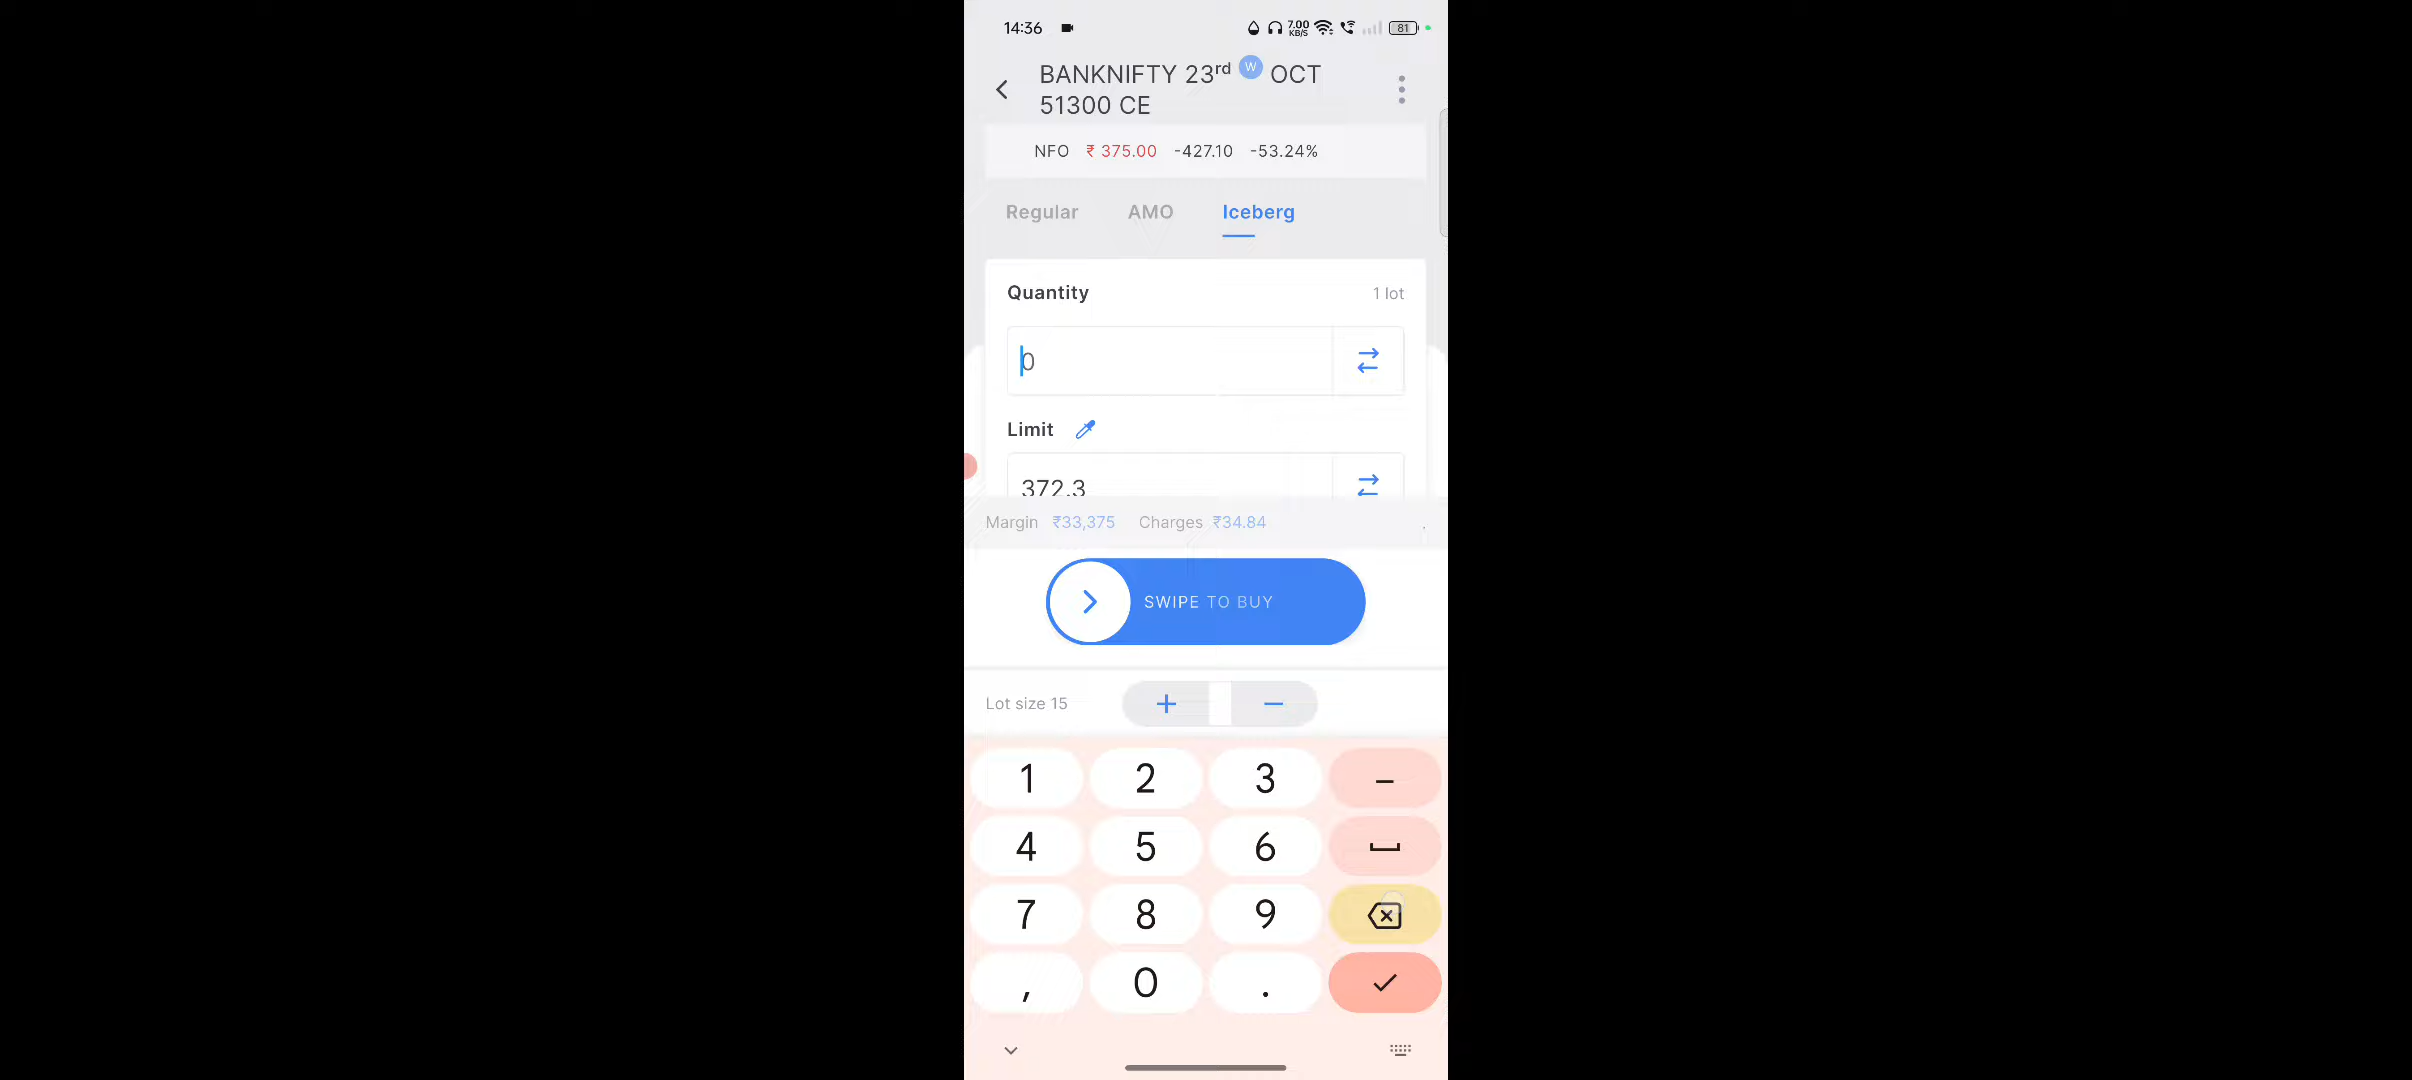 14:36 7.00 KB/S 81
BANKNIFTY 23rd W OCT
51300 CE
NFO ₹ 375.00 -427.10 -53.24%
Regular AMO Iceberg
Quantity 1 lot
0
Limit
372.3
Margin ₹33,375 Charges ₹34.84
SWIPE TO BUY
Lot size 15 + −
1 2 3 –
4 5 6
7 8 9
, 0 .